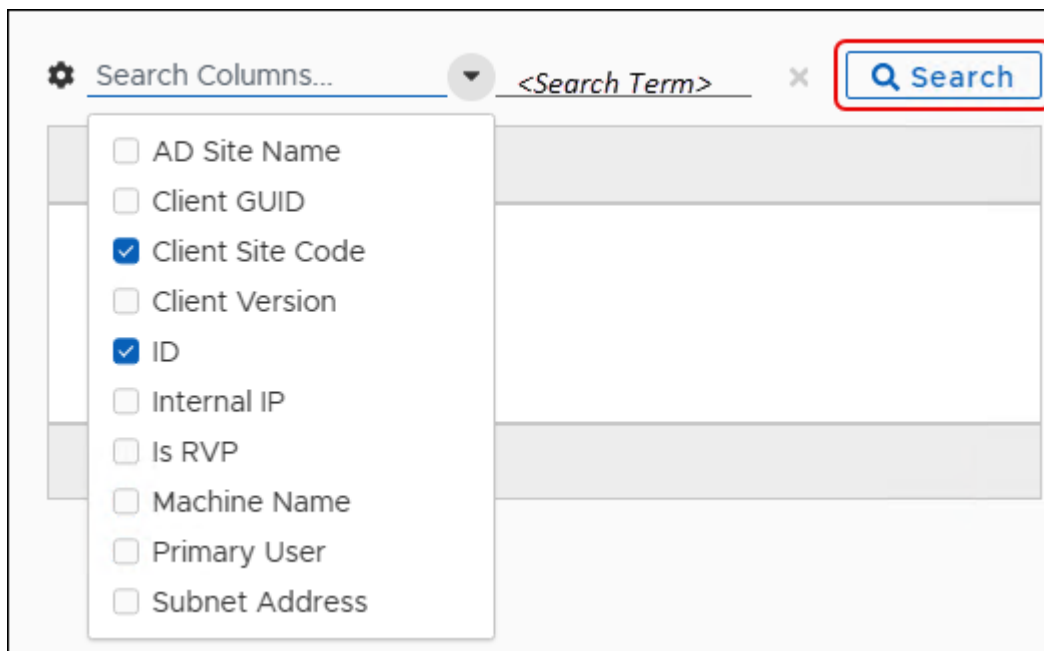 Search Columns... <Search Term> Search
AD Site Name
Client GUID
Client Site Code
Client Version
ID
Internal IP
Is RVP
Machine Name
Primary User
Subnet Address